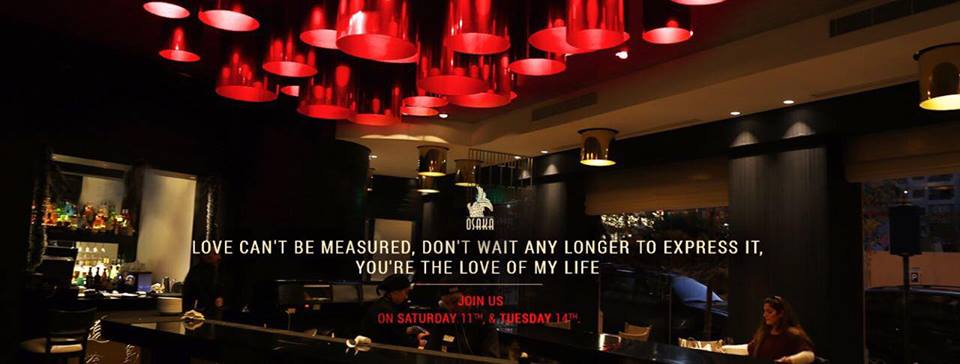 OSAKA
LOVE CAN'T BE MEASURED, DON'T WAIT ANY LONGER TO EXPRESS IT,
YOU'RE THE LOVE OF MY LIFE
JOIN US
ON SATURDAY 11TH, & TUESDAY 14TH.